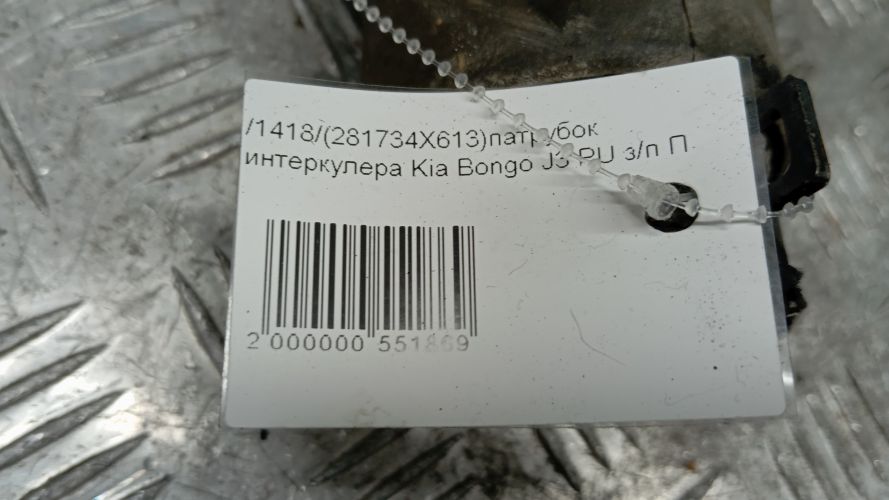 /1418/(281734X613)патрубок
интеркулера Kia Bongo J3 PU з/п П
2 000000 551869